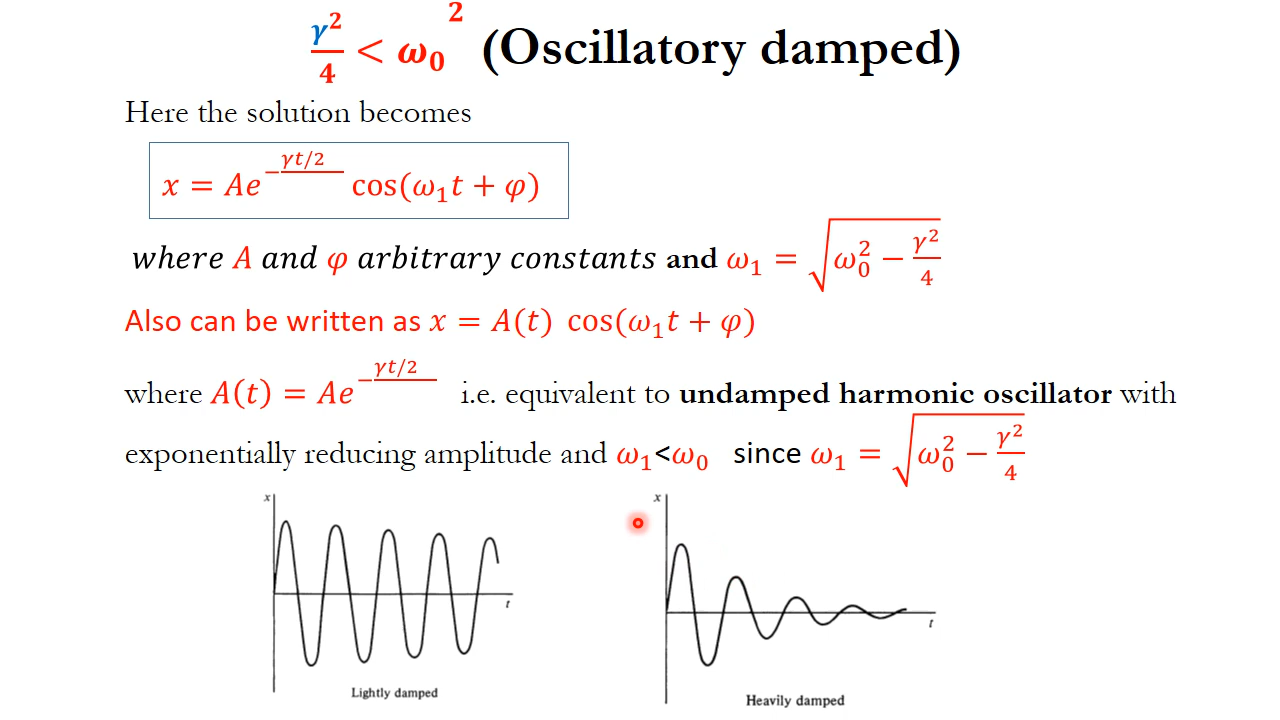 γ²/4 < ω₀² (Oscillatory damped)
Here the solution becomes
x = Ae^(−γt/2) cos(ω₁t + φ)
where A and φ arbitrary constants and ω₁ = √(ω₀² − γ²/4)
Also can be written as x = A(t) cos(ω₁t + φ)
where A(t) = Ae^(−γt/2) i.e. equivalent to undamped harmonic oscillator with
exponentially reducing amplitude and ω₁<ω₀ since ω₁ = √(ω₀² − γ²/4)
x
t
Lightly damped
x
t
Heavily damped